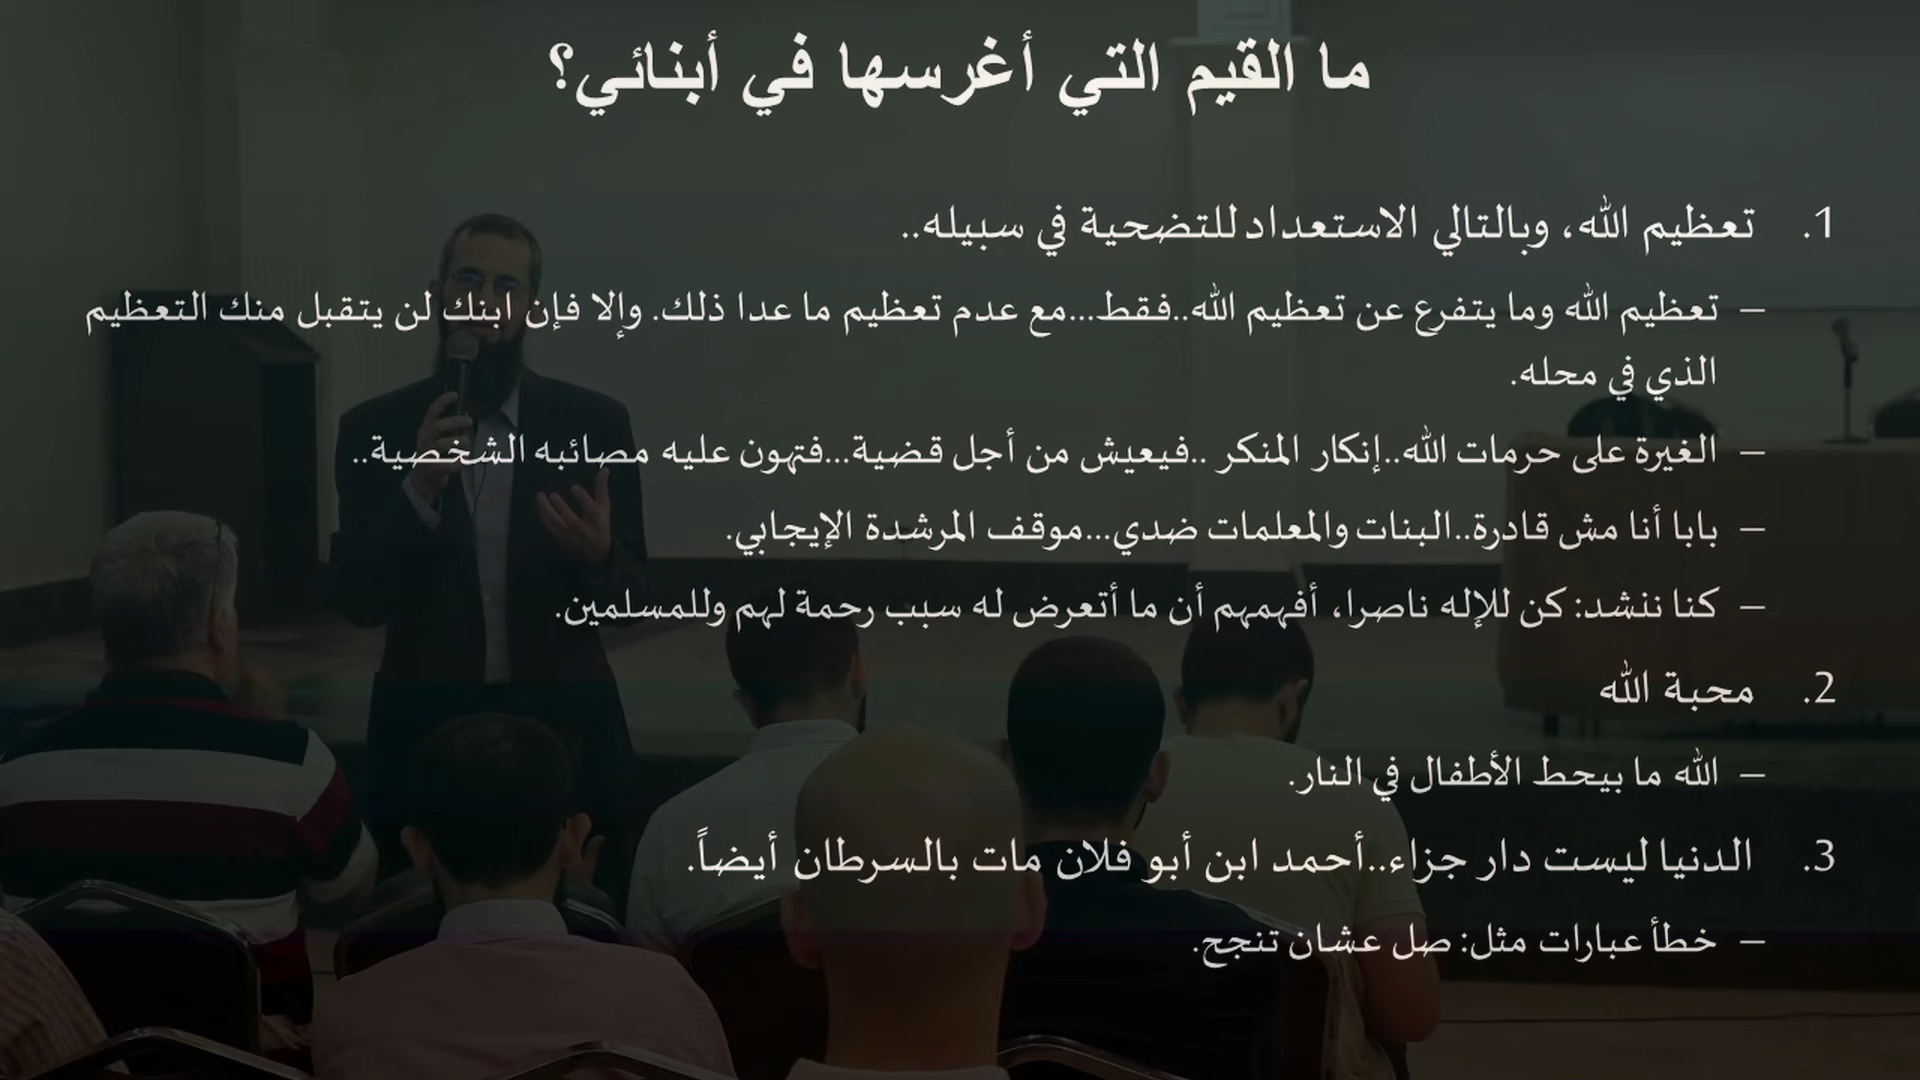 ما القيم التي أغرسها في أبنائي؟
1. تعظيم الله، وبالتالي الاستعداد للتضحية في سبيله..
– تعظيم الله وما يتفرع عن تعظيم الله..فقط...مع عدم تعظيم ما عدا ذلك. وإلا فإن ابنك لن يتقبل منك التعظيم
الذي في محله.
– الغيرة على حرمات الله..إنكار المنكر ..فيعيش من أجل قضية...فتهون عليه مصائبه الشخصية..
– بابا أنا مش قادرة..البنات والمعلمات ضدي...موقف المرشدة الإيجابي.
– كنا ننشد: كن للإله ناصرا، أفهمهم أن ما أتعرض له سبب رحمة لهم وللمسلمين.
2. محبة الله
– الله ما بيحط الأطفال في النار.
3. الدنيا ليست دار جزاء..أحمد ابن أبو فلان مات بالسرطان أيضاً.
– خطأ عبارات مثل: صل عشان تنجح.